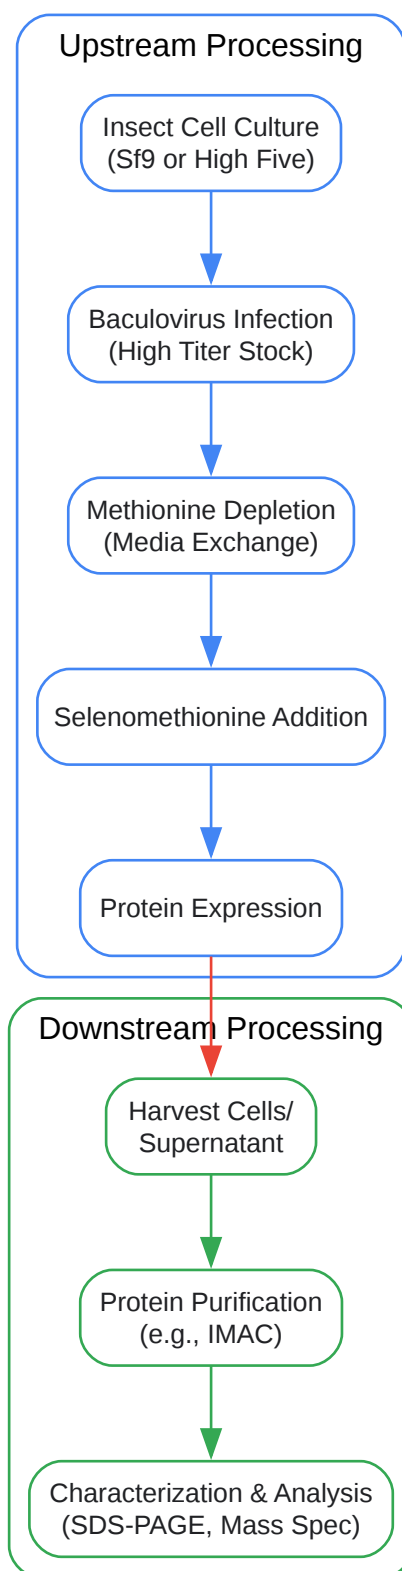 Upstream Processing
Insect Cell Culture
(Sf9 or High Five)
Baculovirus Infection
(High Titer Stock)
Methionine Depletion
(Media Exchange)
Selenomethionine Addition
Protein Expression
Downstream Processing
Harvest Cells/
Supernatant
Protein Purification
(e.g., IMAC)
Characterization & Analysis
(SDS-PAGE, Mass Spec)